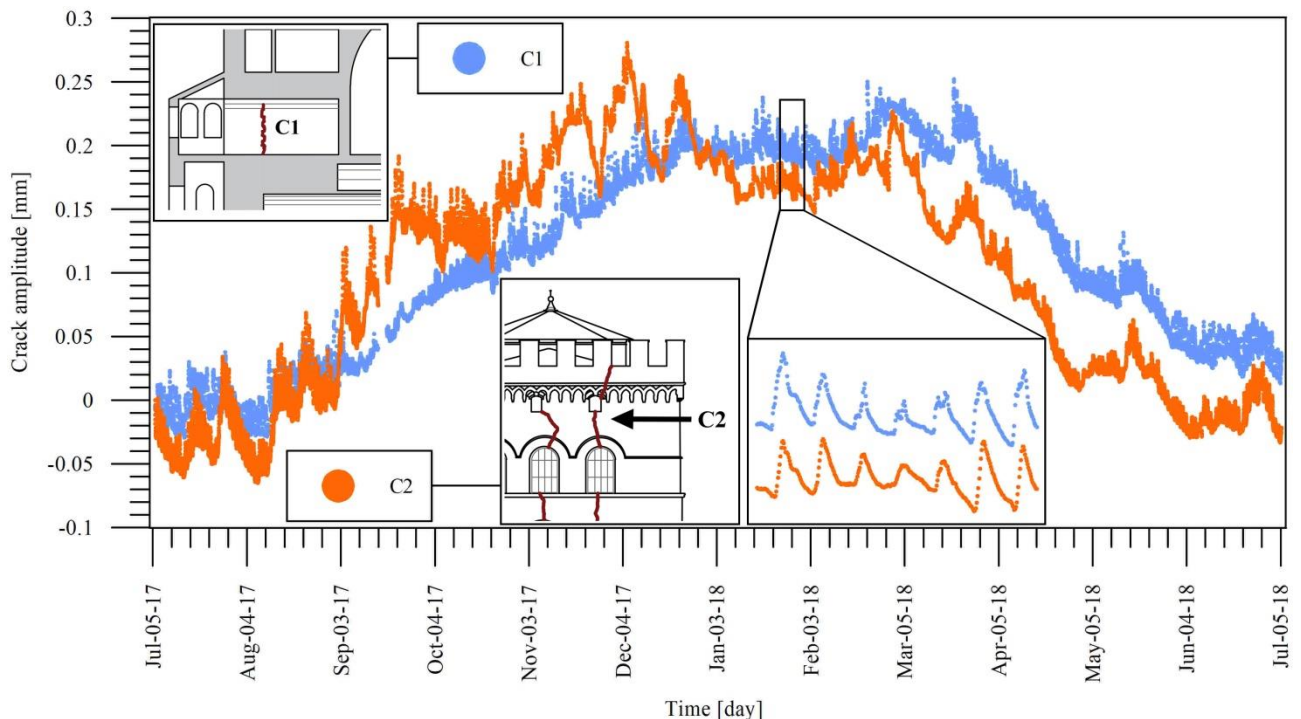 0.3
0.25
0.2
0.15
0.1
0.05
0
-0.05
-0.1
Crack amplitude [mm]
C1
C1
C2
C2
Jul-05-17
Aug-04-17
Sep-03-17
Oct-04-17
Nov-03-17
Dec-04-17
Jan-03-18
Feb-03-18
Mar-05-18
Apr-05-18
May-05-18
Jun-04-18
Jul-05-18
Time [day]